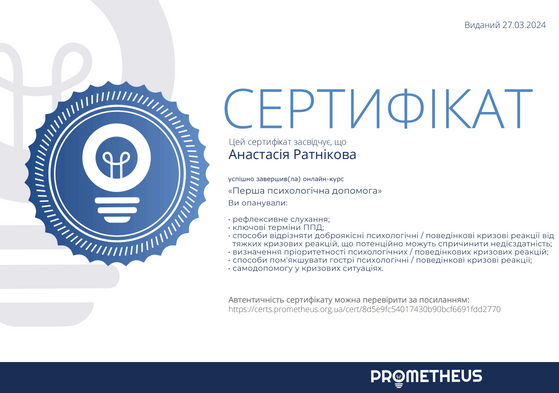 Виданий 27.03.2024
СЕРТИФІКАТ
Цей сертифікат засвідчує, що
Анастасія Ратнікова
успішно завершив(ла) онлайн-курс
«Перша психологічна допомога»
Ви опанували:
• рефлексивне слухання;
• ключові терміни ППД;
• способи відрізняти доброякісні психологічні / поведінкові кризові реакції від
тяжких кризових реакцій, що потенційно можуть спричинити недієздатність;
• визначення пріоритетності психологічних / поведінкових кризових реакцій;
• способи пом'якшувати гострі психологічні / поведінкові кризові реакції;
• самодопомогу у кризових ситуаціях.
Автентичність сертифікату можна перевірити за посиланням:
https://certs.prometheus.org.ua/cert/8d5e9fc54017430b90bcf6691fdd2770
PROMETHEUS